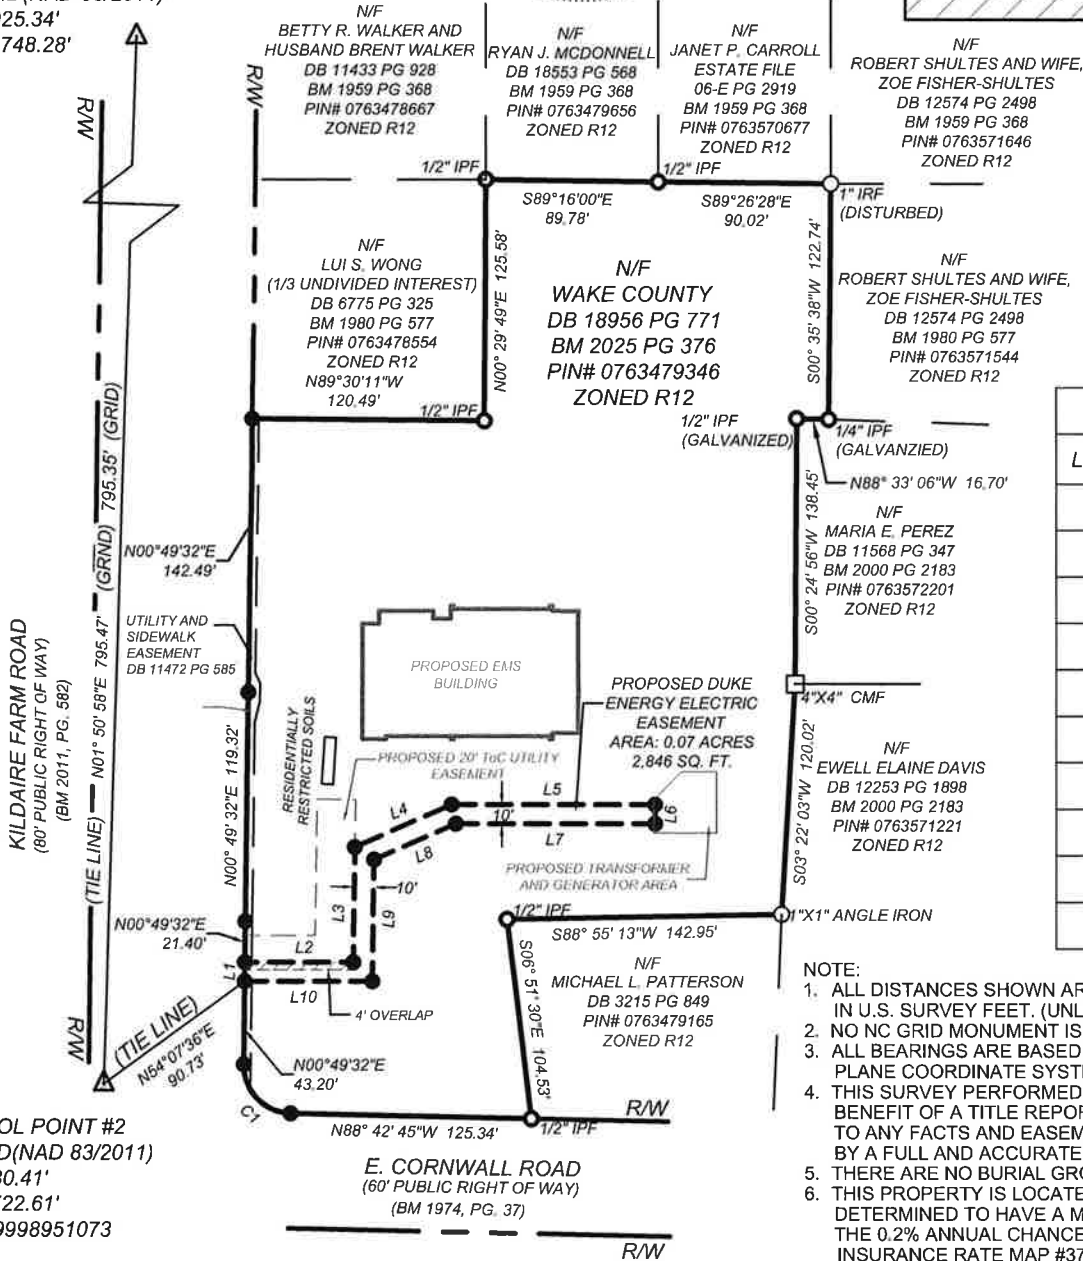 25.34'
748.28'
R/W
R/W
N/F
BETTY R. WALKER AND
HUSBAND BRENT WALKER
DB 11433 PG 928
BM 1959 PG 368
PIN# 0763478667
ZONED R12
N/F
RYAN J. MCDONNELL
DB 18553 PG 568
BM 1959 PG 368
PIN# 0763479656
ZONED R12
N/F
JANET P. CARROLL
ESTATE FILE
06-E PG 2919
BM 1959 PG 368
PIN# 0763570677
ZONED R12
N/F
ROBERT SHULTES AND WIFE,
ZOE FISHER-SHULTES
DB 12574 PG 2498
BM 1959 PG 368
PIN# 0763571646
ZONED R12
1/2" IPF
1/2" IPF
1" IRF
(DISTURBED)
S89°16'00"E
89.78'
S89°26'28"E
90.02'
N/F
LUI S. WONG
(1/3 UNDIVIDED INTEREST)
DB 6775 PG 325
BM 1980 PG 577
PIN# 0763478554
ZONED R12
N89°30'11"W
120.49'
1/2" IPF
N00° 29' 49"E 125.58'
N/F
WAKE COUNTY
DB 18956 PG 771
BM 2025 PG 376
PIN# 0763479346
ZONED R12
S00° 35' 38"W 122.74'
N/F
ROBERT SHULTES AND WIFE,
ZOE FISHER-SHULTES
DB 12574 PG 2498
BM 1980 PG 577
PIN# 0763571544
ZONED R12
1/2" IPF
(GALVANIZED)
1/4" IPF
(GALVANZIED)
N88° 33' 06"W 16.70'
L
N/F
MARIA E. PEREZ
DB 11568 PG 347
BM 2000 PG 2183
PIN# 0763572201
ZONED R12
S00° 24' 56"W 138.45'
4"X4" CMF
N/F
EWELL ELAINE DAVIS
DB 12253 PG 1898
BM 2000 PG 2183
PIN# 0763571221
ZONED R12
S03° 22' 03"W 120.02'
1"X1" ANGLE IRON
KILDAIRE FARM ROAD
(80' PUBLIC RIGHT OF WAY)
(BM 2011, PG. 582)
(TIE LINE) N01° 50' 58"E 795.47' (GRND) 795.35' (GRID)
N00°49'32"E
142.49'
UTILITY AND
SIDEWALK
EASEMENT
DB 11472 PG 585
N00° 49' 32"E 119.32'
RESIDENTIALLY
RESTRICTED SOILS
PROPOSED EMS
BUILDING
PROPOSED 20' ToC UTILITY
EASEMENT
PROPOSED DUKE
ENERGY ELECTRIC
EASEMENT
AREA: 0.07 ACRES
2,846 SQ. FT.
L4
L5
10'
L6
L8
L7
PROPOSED TRANSFORMER
AND GENERATOR AREA
L3
10'
L9
N00°49'32"E
21.40'
L1
L2
L10
4' OVERLAP
1/2" IPF
S88° 55' 13"W 142.95'
N/F
MICHAEL L. PATTERSON
DB 3215 PG 849
PIN# 0763479165
ZONED R12
S06° 51' 30"E 104.53'
R/W
(TIE LINE)
N54°07'36"E
90.73'
N00°49'32"E
43.20'
C1
N88° 42' 45"W 125.34'
1/2" IPF
R/W
E. CORNWALL ROAD
(60' PUBLIC RIGHT OF WAY)
(BM 1974, PG. 37)
R/W
OL POINT #2
D(NAD 83/2011)
30.41'
722.61'
9998951073
NOTE:
1. ALL DISTANCES SHOWN AR
IN U.S. SURVEY FEET. (UNL
2. NO NC GRID MONUMENT IS
3. ALL BEARINGS ARE BASED
PLANE COORDINATE SYST
4. THIS SURVEY PERFORMED
BENEFIT OF A TITLE REPOR
TO ANY FACTS AND EASEM
BY A FULL AND ACCURATE
5. THERE ARE NO BURIAL GRO
6. THIS PROPERTY IS LOCATE
DETERMINED TO HAVE A M
THE 0.2% ANNUAL CHANCE
INSURANCE RATE MAP #37